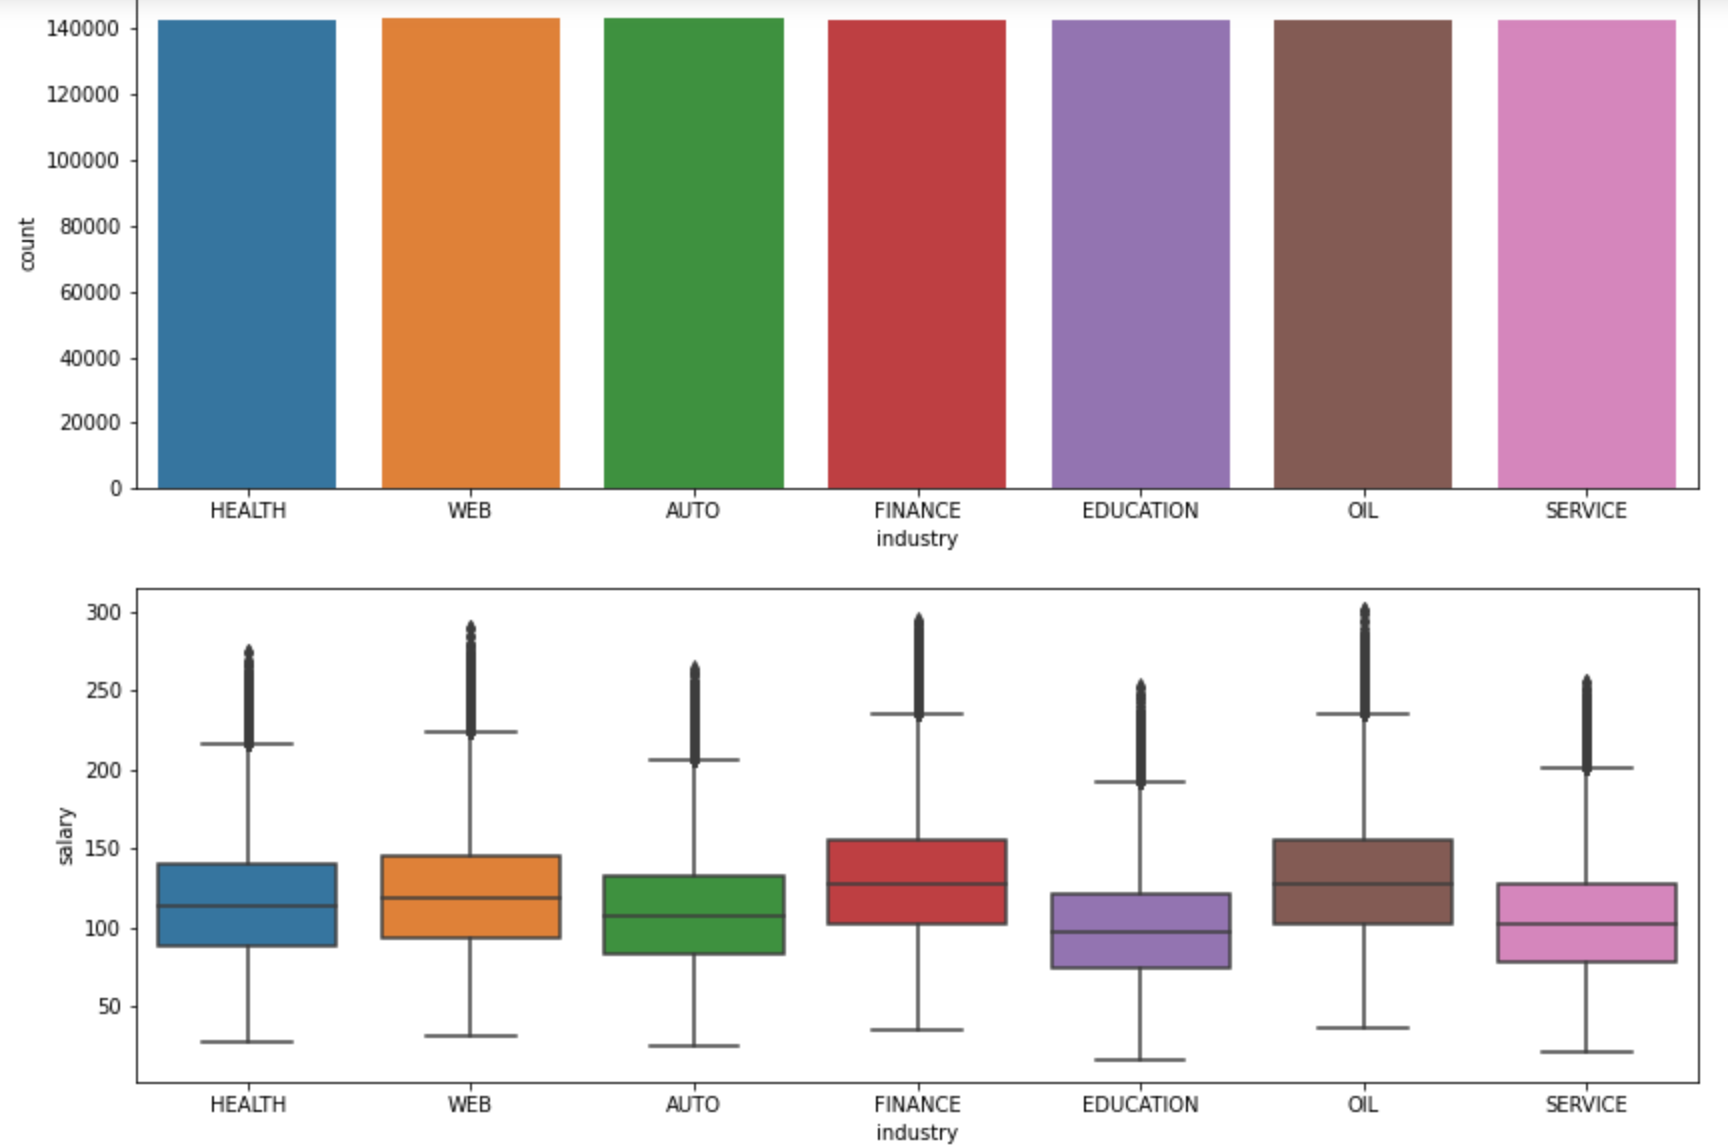 140000
120000
100000
80000
60000
40000
20000
0
count
HEALTH WEB AUTO FINANCE EDUCATION OIL SERVICE
industry
300
250
200
150
100
50
salary
HEALTH WEB AUTO FINANCE EDUCATION OIL SERVICE
industry